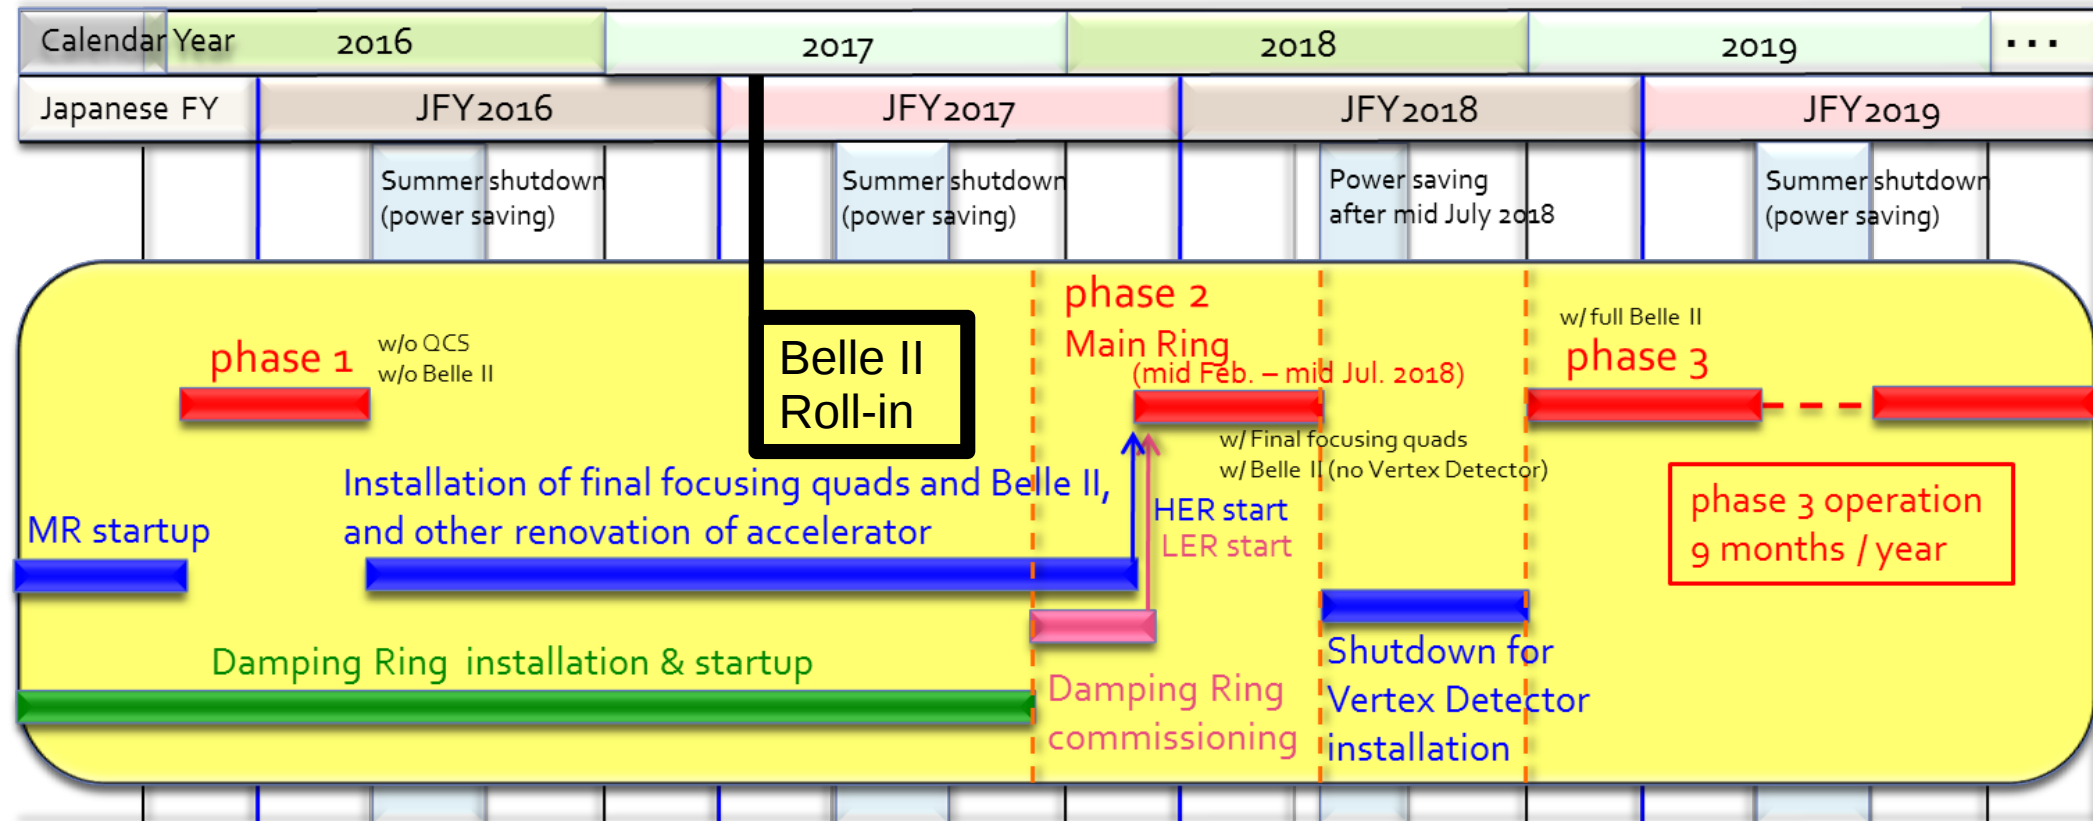 Calendar Year 2016 2017 2018 2019 ...
Japanese FY JFY2016 JFY2017 JFY2018 JFY2019
Summer shutdown
(power saving)
Summer shutdown
(power saving)
Power saving
after mid July 2018
Summer shutdown
(power saving)
phase 1
w/o QCS
w/o Belle II
Belle II
Roll-in
phase 2
Main Ring
(mid Feb. – mid Jul. 2018)
w/ Final focusing quads
w/ Belle II (no Vertex Detector)
w/ full Belle II
phase 3
phase 3 operation
9 months / year
MR startup
Installation of final focusing quads and Belle II,
and other renovation of accelerator
HER start
LER start
Damping Ring installation & startup
Damping Ring
commissioning
Shutdown for
Vertex Detector
installation